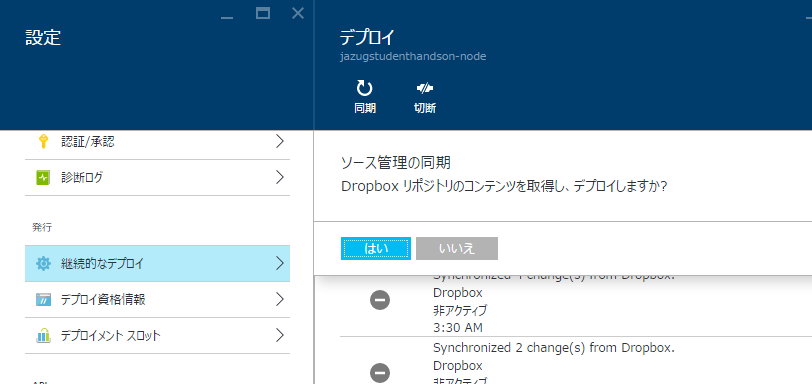 設定
認証/承認
診断ログ
発行
継続的なデプロイ
デプロイ資格情報
デプロイメント スロット
デプロイ
jazugstudenthandson-node
同期
切断
ソース管理の同期
Dropbox リポジトリのコンテンツを取得し、デプロイしますか?
はい
いいえ
Synchronized 4 change(s) from Dropbox.
Dropbox
非アクティブ
3:30 AM
Synchronized 2 change(s) from Dropbox.
Dropbox
非アクティブ